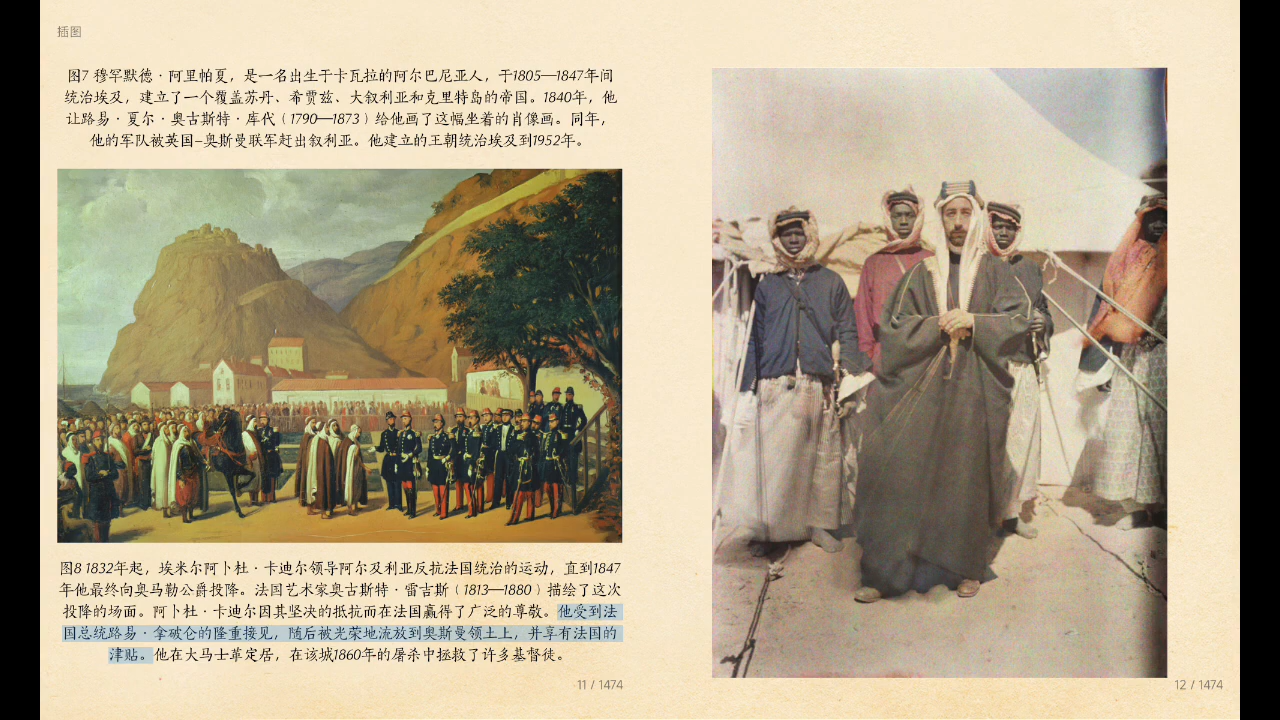 插图
图7 穆罕默德·阿里帕夏，是一名出生于卡瓦拉的阿尔巴尼亚人，于1805—1847年间
统治埃及，建立了一个覆盖苏丹、希贾兹、大叙利亚和克里特岛的帝国。1840年，他
让路易·夏尔·奥古斯特·库代（1790—1873）给他画了这幅坐着的肖像画。同年，
他的军队被英国-奥斯曼联军赶出叙利亚。他建立的王朝统治埃及到1952年。
图8 1832年起，埃米尔阿卜杜·卡迪尔领导阿尔及利亚反抗法国统治的运动，直到1847
年他最终向奥马勒公爵投降。法国艺术家奥古斯特·雷吉斯（1813—1880）描绘了这次
投降的场面。阿卜杜·卡迪尔因其坚决的抵抗而在法国赢得了广泛的尊敬。他受到法
国总统路易·拿破仑的隆重接见，随后被光荣地流放到奥斯曼领土上，并享有法国的
津贴。他在大马士革定居，在该城1860年的屠杀中拯救了许多基督徒。
11 / 1474
12 / 1474